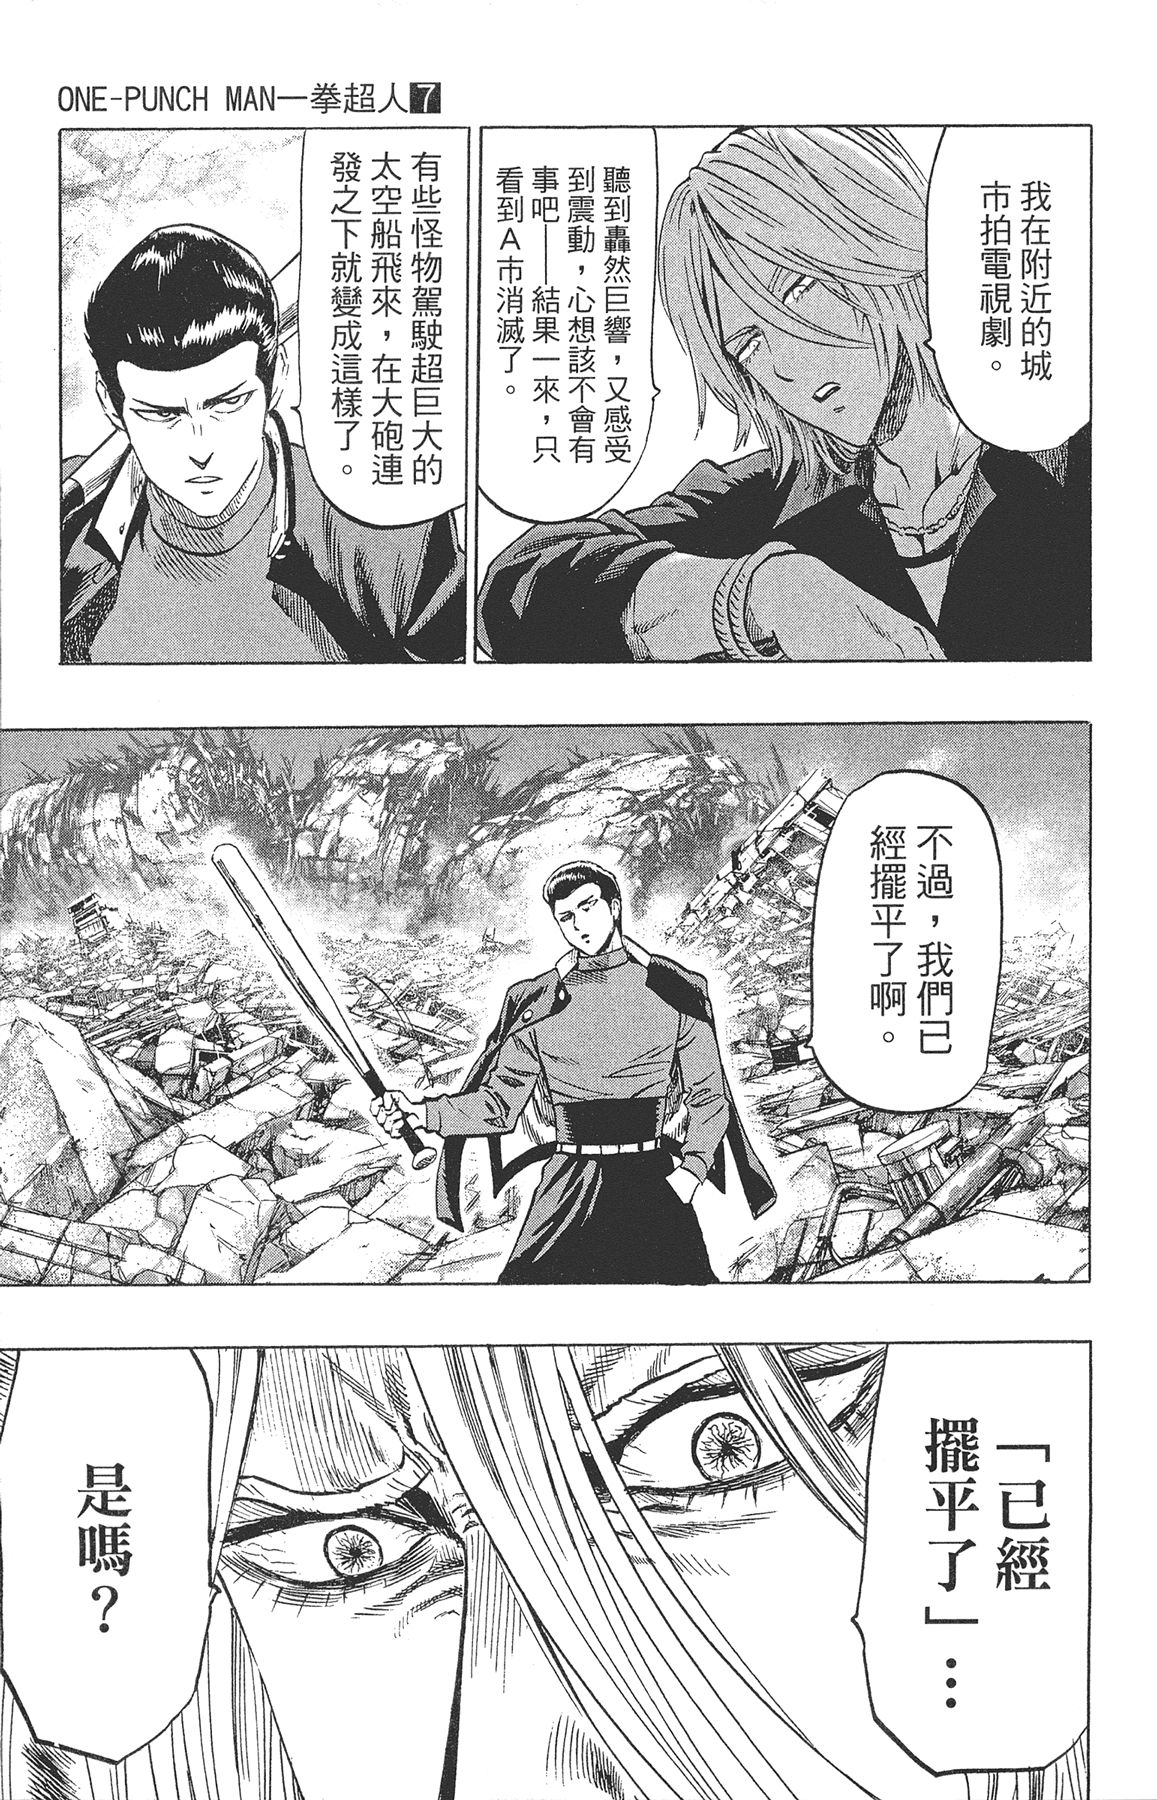 ONE-PUNCH MAN一拳超人7
我在附近的城
市拍電視劇。
聽到轟然巨響，又感受
到震動，心想該不會有
事吧——結果一來，只
看到A市消滅了。
有些怪物駕駛超巨大的
太空船飛來，在大砲連
發之下就變成這樣了。
不過，我們已
經擺平了啊。
「已經
擺平了」…
是嗎？